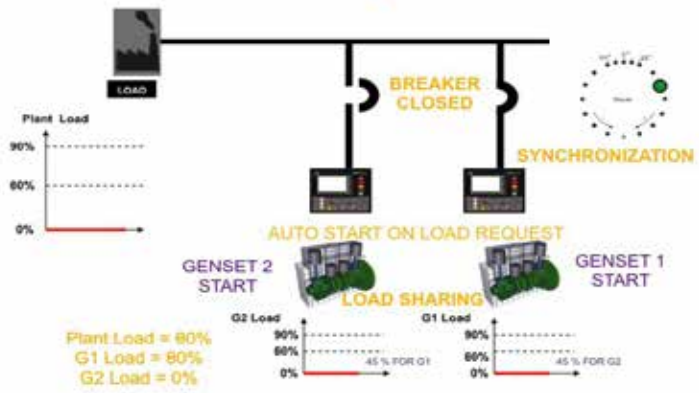 LOAD
BREAKER
CLOSED
SYNCHRONIZATION
Plant Load
90%
60%
0%
AUTO START ON LOAD REQUEST
GENSET 2
START
GENSET 1
START
LOAD SHARING
G2 Load
90%
60%
0%
45 % FOR G1
G1 Load
90%
60%
0%
45 % FOR G2
Plant Load = 60%
G1 Load = 60%
G2 Load = 0%